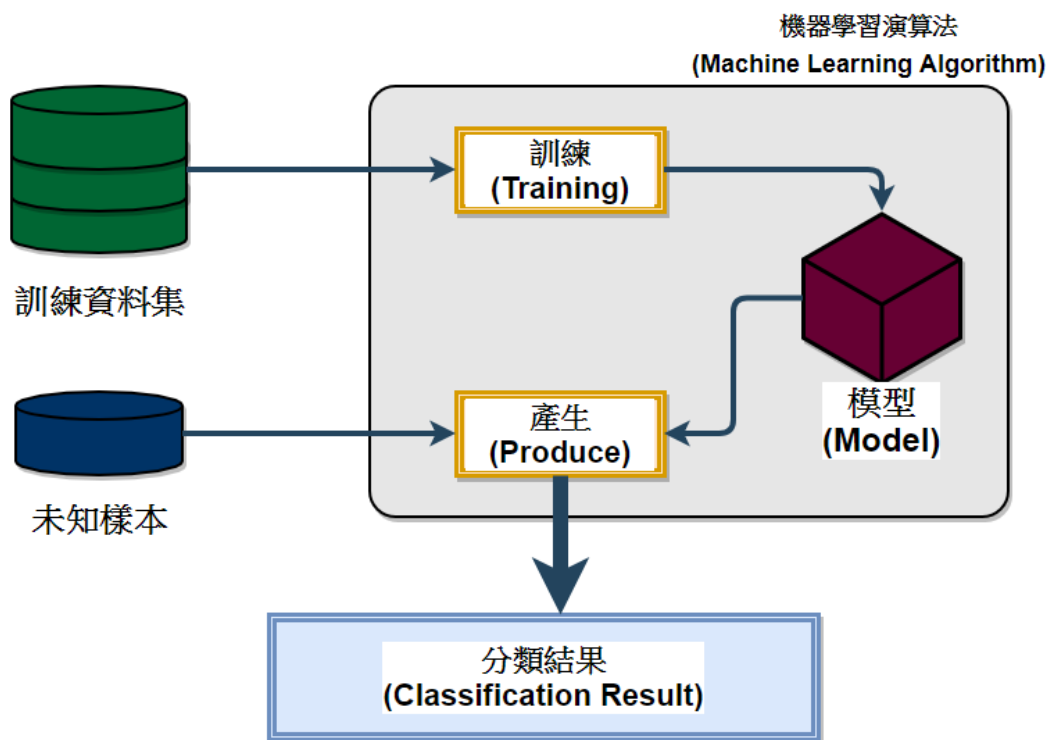 機器學習演算法
(Machine Learning Algorithm)
訓練
(Training)
訓練資料集
模型
(Model)
產生
(Produce)
未知樣本
分類結果
(Classification Result)